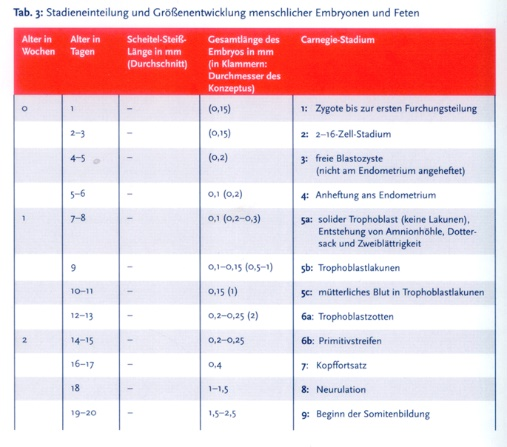 Tab. 3: Stadieneinteilung und Größenentwicklung menschlicher Embryonen und Feten
Alter in Wochen Alter in Tagen Scheitel-Steiß-Länge in mm (Durchschnitt) Gesamtlänge des Embryos in mm (in Klammern: Durchmesser des Konzeptus) Carnegie-Stadium
0 1 – (0,15) 1: Zygote bis zur ersten Furchungsteilung
2–3 – (0,15) 2: 2–16-Zell-Stadium
4–5 – (0,2) 3: freie Blastozyste
(nicht am Endometrium angeheftet)
5–6 – 0,1 (0,2) 4: Anheftung ans Endometrium
1 7–8 – 0,1 (0,2–0,3) 5a: solider Trophoblast (keine Lakunen),
Entstehung von Amnionhöhle, Dotter-
sack und Zweiblättrigkeit
9 – 0,1–0,15 (0,5–1) 5b: Trophoblastlakunen
10–11 – 0,15 (1) 5c: mütterliches Blut in Trophoblastlakunen
12–13 – 0,2–0,25 (2) 6a: Trophoblastzotten
2 14–15 – 0,2–0,25 6b: Primitivstreifen
16–17 – 0,4 7: Kopffortsatz
18 – 1–1,5 8: Neurulation
19–20 – 1,5–2,5 9: Beginn der Somitenbildung